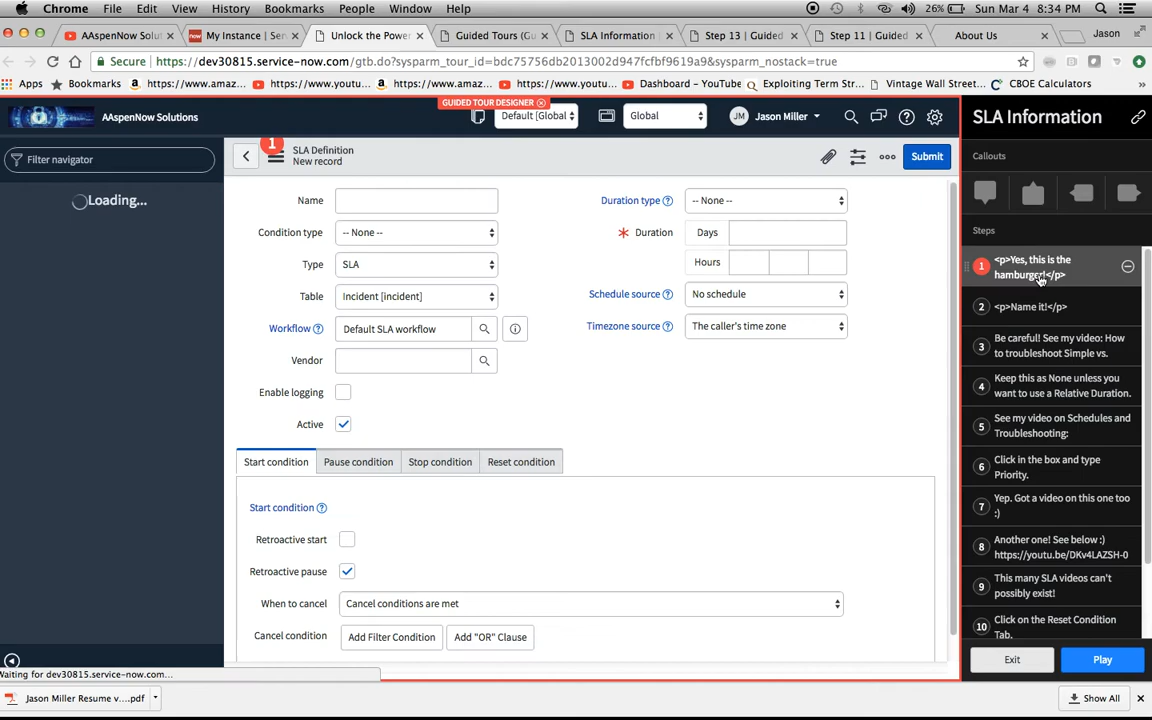 Chrome File Edit View History Bookmarks People Window Help 26% Sun Mar 4 8:34 PM
AAspenNow Solut My Instance | Serv Unlock the Power Guided Tours (Gu SLA Information Step 13 | Guided Step 11 | Guided About Us Jason
Secure https://dev30815.service-now.com/gtb.do?sysparm_tour_id=bdc75756db2013002d947fcfbf9619a9&sysparm_nostack=true
Apps Bookmarks https://www.amazo https://www.youtu https://www.amazo https://www.youtu Dashboard - YouTube Exploiting Term Str Vintage Wall Street CBOE Karculators
GUIDED TOUR DESIGNER
AAspenNow Solutions Default [Global Global JM Jason Miller
SLA Information
Callouts
Filter navigator
Loading...
1
SLA Definition
New record
Submit
Name
Condition type -- None --
Type SLA
Table Incident [incident]
Workflow Default SLA workflow
Vendor
Enable logging
Active
Duration type -- None --
Duration Days
Hours
Schedule source No schedule
Timezone source The caller's time zone
Start condition Pause condition Stop condition Reset condition
Start condition
Retroactive start
Retroactive pause
When to cancel Cancel conditions are met
Cancel condition Add Filter Condition Add "OR" Clause
Steps
1 <p>Yes, this is the
hamburger!</p>
2 <p>Name it!</p>
3 Be careful! See my video: How
to troubleshoot Simple vs.
4 Keep this as None unless you
want to use a Relative Duration.
5 See my video on Schedules and
Troubleshooting:
6 Click in the box and type
Priority.
7 Yep. Got a video on this one too
:)
8 Another one! See below :)
https://youtu.be/DKv4LAZSH-0
9 This many SLA videos can't
possibly exist!
10 Click on the Reset Condition
Tab.
Exit Play
Waiting for dev30815.service-now.com...
Jason Miller Resume v....pdf Show All